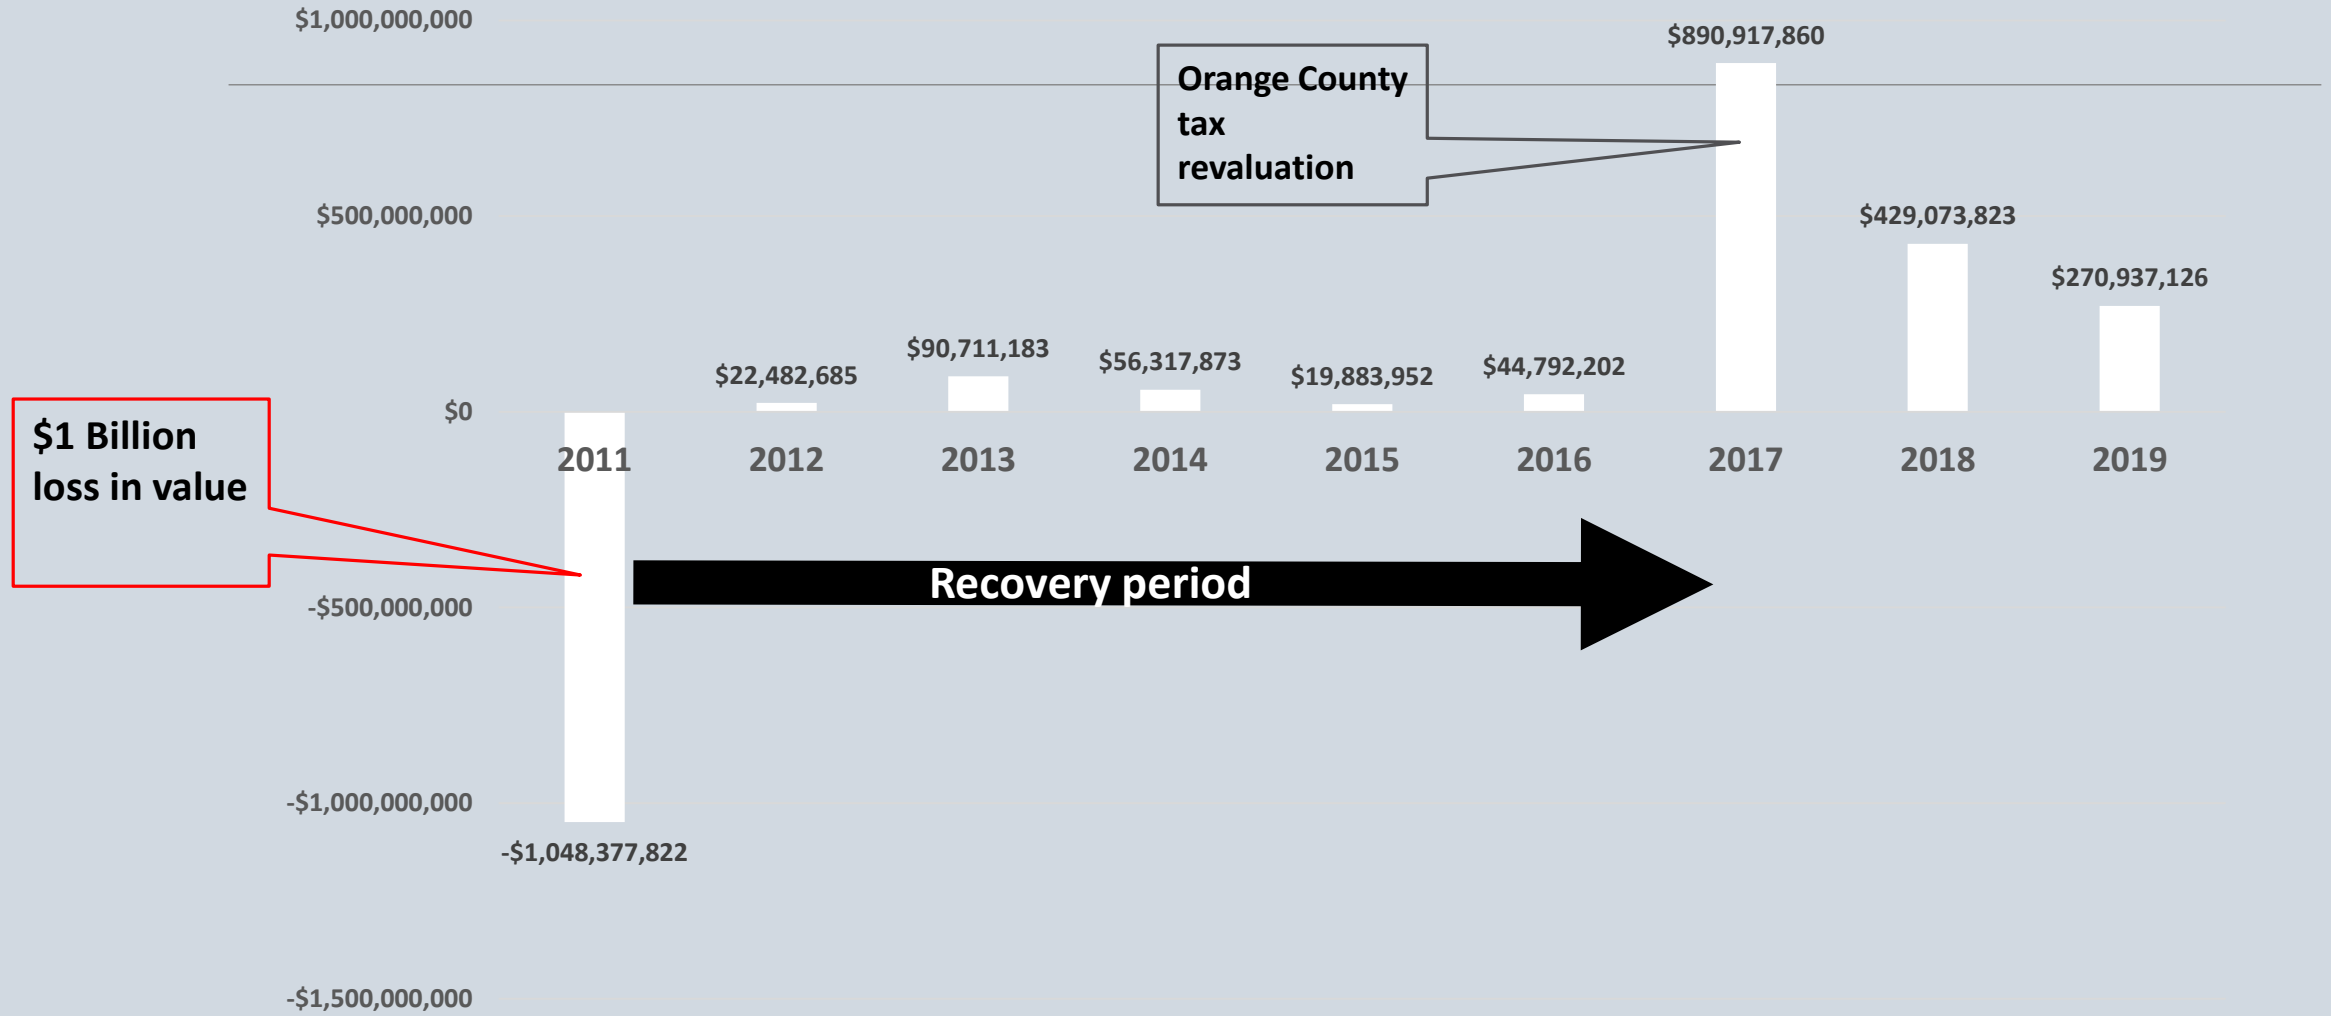 $1,000,000,000
$890,917,860
Orange County
tax
revaluation
$500,000,000
$429,073,823
$270,937,126
$90,711,183
$56,317,873
$22,482,685
$19,883,952
$44,792,202
$0
$1 Billion
loss in value
2011 2012 2013 2014 2015 2016 2017 2018 2019
Recovery period
-$500,000,000
-$1,000,000,000
-$1,048,377,822
-$1,500,000,000